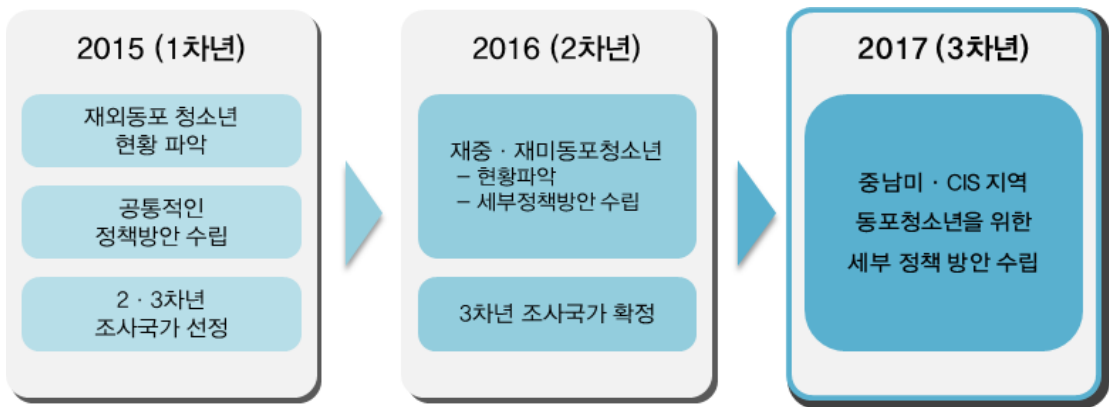 2015 (1차년)
재외동포 청소년
현황 파악
공통적인
정책방안 수립
2 · 3차년
조사국가 선정
2016 (2차년)
재중 · 재미동포청소년
– 현황파악
– 세부정책방안 수립
3차년 조사국가 확정
2017 (3차년)
중남미 · CIS 지역
동포청소년을 위한
세부 정책 방안 수립